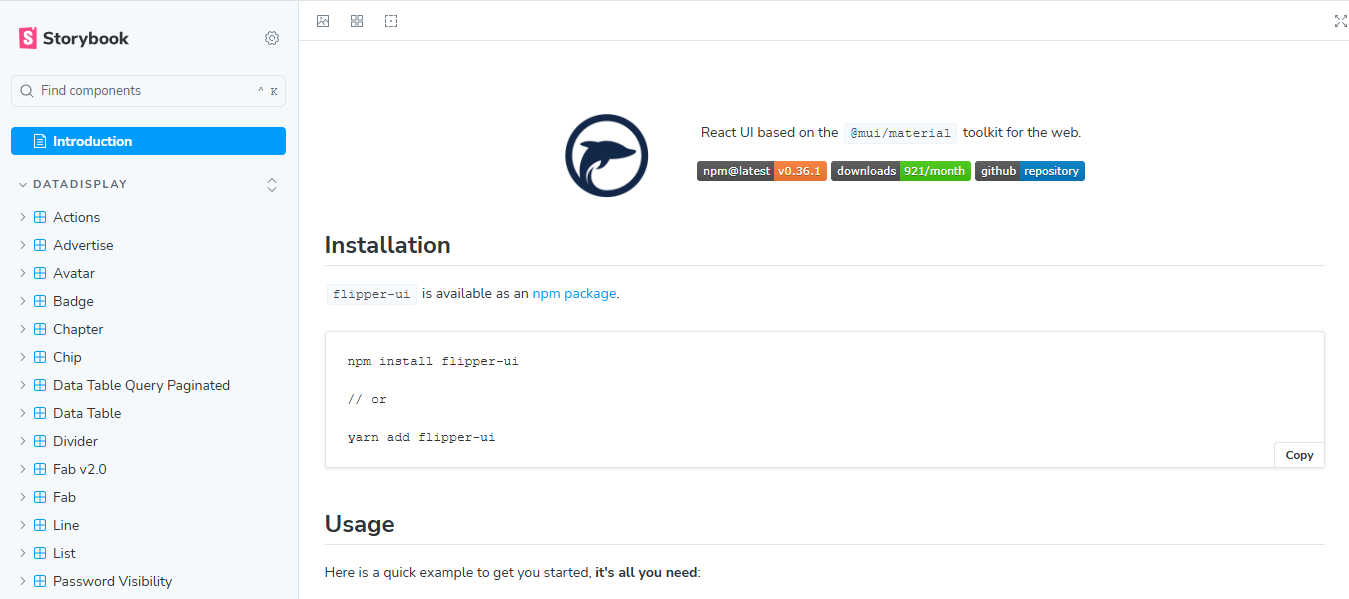 Storybook
Find components
^ K
Introduction
DATADISPLAY
Actions
Advertise
Avatar
Badge
Chapter
Chip
Data Table Query Paginated
Data Table
Divider
Fab v2.0
Fab
Line
List
Password Visibility
React UI based on the @mui/material toolkit for the web.
npm@latest v0.36.1 downloads 921/month github repository
Installation
flipper-ui is available as an npm package.
npm install flipper-ui
// or
yarn add flipper-ui
Copy
Usage
Here is a quick example to get you started, it's all you need: